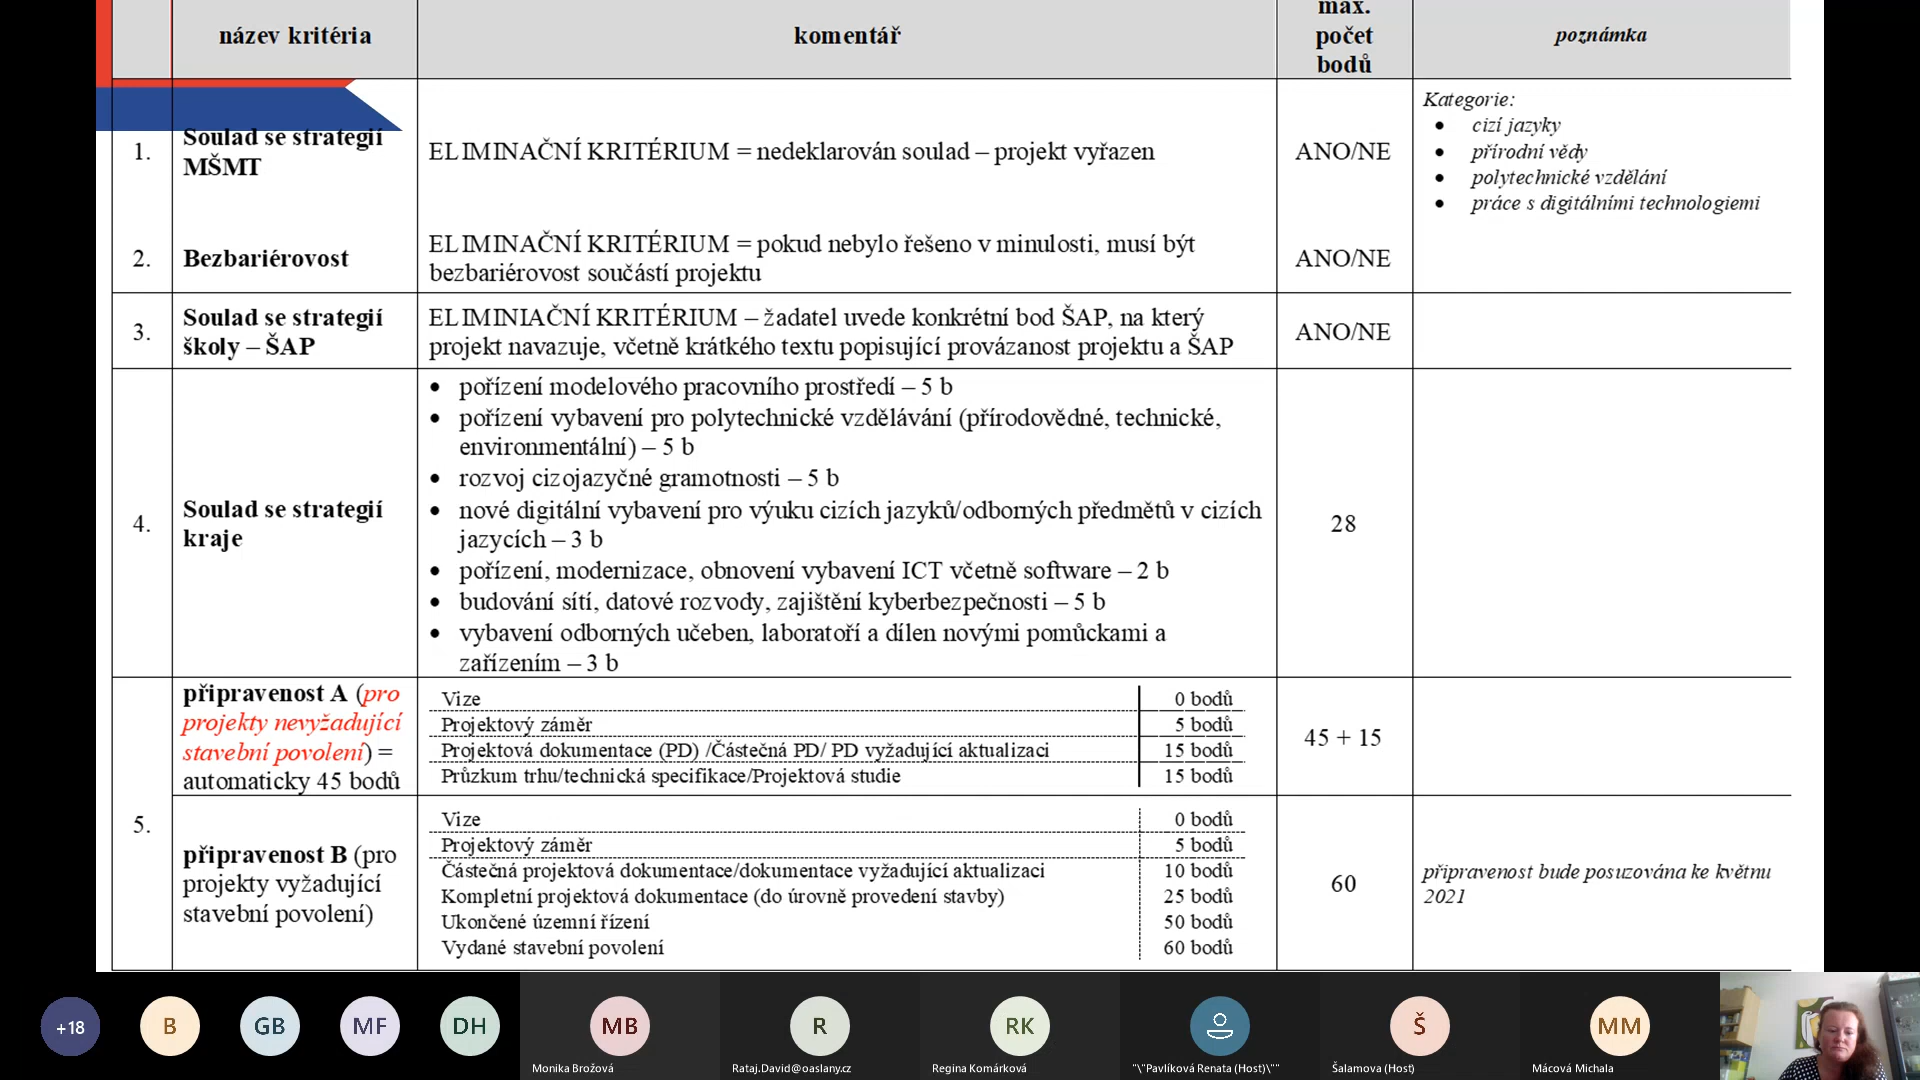 název kritéria
komentář
max.
počet
bodů
poznámka
1.
Soulad se strategií
MŠMT
ELIMINAČNÍ KRITÉRIUM = nedeklarován soulad – projekt vyřazen
ANO/NE
Kategorie:
• cizí jazyky
• přírodní vědy
• polytechnické vzdělání
• práce s digitálními technologiemi
2.
Bezbariérovost
ELIMINAČNÍ KRITÉRIUM = pokud nebylo řešeno v minulosti, musí být
bezbariérovost součástí projektu
ANO/NE
3.
Soulad se strategií
školy – ŠAP
ELIMINIAČNÍ KRITÉRIUM – žadatel uvede konkrétní bod ŠAP, na který
projekt navazuje, včetně krátkého textu popisující provázanost projektu a ŠAP
ANO/NE
4.
Soulad se strategií
kraje
• pořízení modelového pracovního prostředí – 5 b
• pořízení vybavení pro polytechnické vzdělávání (přírodovědné, technické,
environmentální) – 5 b
• rozvoj cizojazyčné gramotnosti – 5 b
• nové digitální vybavení pro výuku cizích jazyků/odborných předmětů v cizích
jazycích – 3 b
• pořízení, modernizace, obnovení vybavení ICT včetně software – 2 b
• budování sítí, datové rozvody, zajištění kyberbezpečnosti – 5 b
• vybavení odborných učeben, laboratoří a dílen novými pomůckami a
zařízením – 3 b
28
5.
připravenost A (pro
projekty nevyžadující
stavební povolení) =
automaticky 45 bodů
Vize 0 bodů
Projektový záměr 5 bodů
Projektová dokumentace (PD) /Částečná PD/ PD vyžadující aktualizaci 15 bodů
Průzkum trhu/technická specifikace/Projektová studie 15 bodů
45 + 15
připravenost B (pro
projekty vyžadující
stavební povolení)
Vize 0 bodů
Projektový záměr 5 bodů
Částečná projektová dokumentace/dokumentace vyžadující aktualizaci 10 bodů
Kompletní projektová dokumentace (do úrovně provedení stavby) 25 bodů
Ukončené územní řízení 50 bodů
Vydané stavební povolení 60 bodů
60
připravenost bude posuzována ke květnu
2021
+18
B
GB
MF
DH
MB
R
RK
Š
MM
Monika Brožová
Rataj.David@oaslany.cz
Regina Komárková
"\"Pavlíková Renata (Host)\""
Šalamova (Host)
Mácová Michala